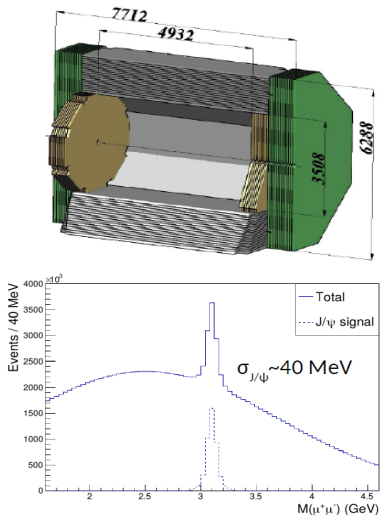 7712
4932
3508
6288
×10³
4000
3500
3000
2500
2000
1500
1000
500
0
Events / 40 MeV
Total
J/ψ signal
σJ/ψ~40 MeV
2 2.5 3 3.5 4 4.5
M(μ⁺μ⁻) (GeV)